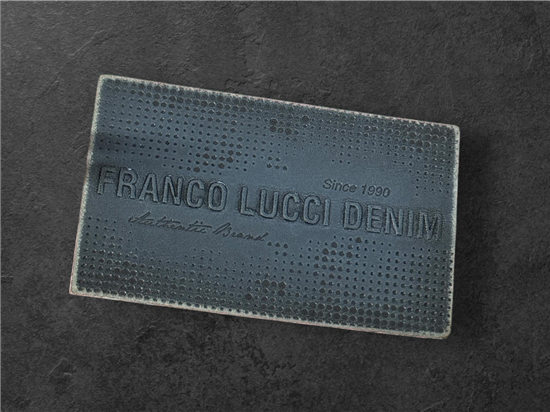 Since 1990
FRANCO LUCCI DENIM
Authentic Brand